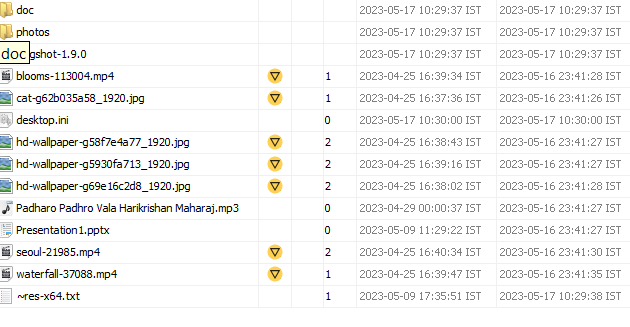 doc 2023-05-17 10:29:37 IST 2023-05-17 10:29:37 IST
photos 2023-05-17 10:29:37 IST 2023-05-17 10:29:37 IST
doc gshot-1.9.0 2023-05-17 10:29:37 IST 2023-05-17 10:29:37 IST
blooms-113004.mp4 1 2023-04-25 16:39:34 IST 2023-05-16 23:41:28 IST
cat-g62b035a58_1920.jpg 1 2023-04-25 16:37:36 IST 2023-05-16 23:41:26 IST
desktop.ini 0 2023-05-17 10:30:00 IST 2023-05-17 10:30:00 IST
hd-wallpaper-g58f7e4a77_1920.jpg 2 2023-04-25 16:38:43 IST 2023-05-16 23:41:27 IST
hd-wallpaper-g5930fa713_1920.jpg 2 2023-04-25 16:39:16 IST 2023-05-16 23:41:27 IST
hd-wallpaper-g69e16c2d8_1920.jpg 2 2023-04-25 16:38:02 IST 2023-05-16 23:41:28 IST
Padharo Padhro Vala Harikrishan Maharaj.mp3 0 2023-04-29 00:00:37 IST 2023-05-16 23:41:27 IST
Presentation1.pptx 0 2023-05-09 11:29:22 IST 2023-05-16 23:41:27 IST
seoul-21985.mp4 2 2023-04-25 16:40:34 IST 2023-05-16 23:41:30 IST
waterfall-37088.mp4 1 2023-04-25 16:39:47 IST 2023-05-16 23:41:35 IST
~res-x64.txt 1 2023-05-09 17:35:51 IST 2023-05-17 10:29:38 IST